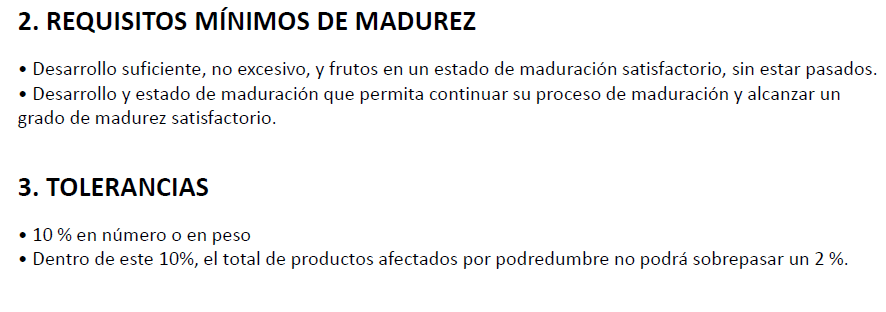 2. REQUISITOS MÍNIMOS DE MADUREZ
• Desarrollo suficiente, no excesivo, y frutos en un estado de maduración satisfactorio, sin estar pasados.
• Desarrollo y estado de maduración que permita continuar su proceso de maduración y alcanzar un
grado de madurez satisfactorio.
3. TOLERANCIAS
• 10 % en número o en peso
• Dentro de este 10%, el total de productos afectados por podredumbre no podrá sobrepasar un 2 %.